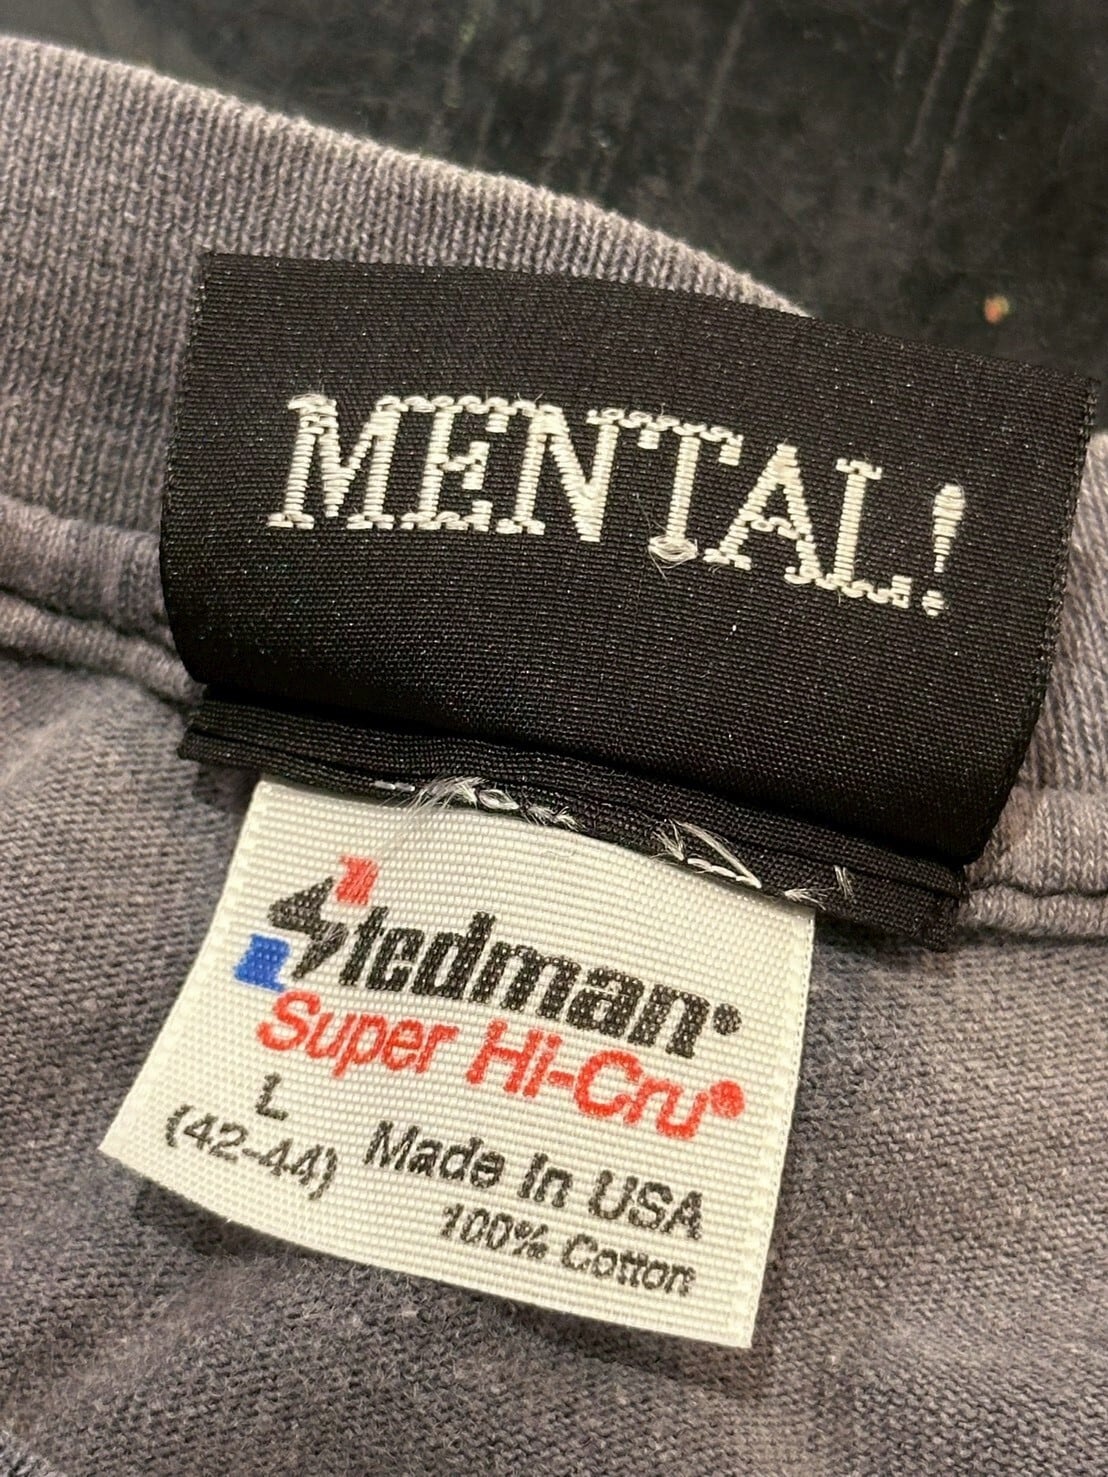 MENTAL!
Stedman®
Super Hi-Cru®
L
(42-44)
Made In USA
100% Cotton